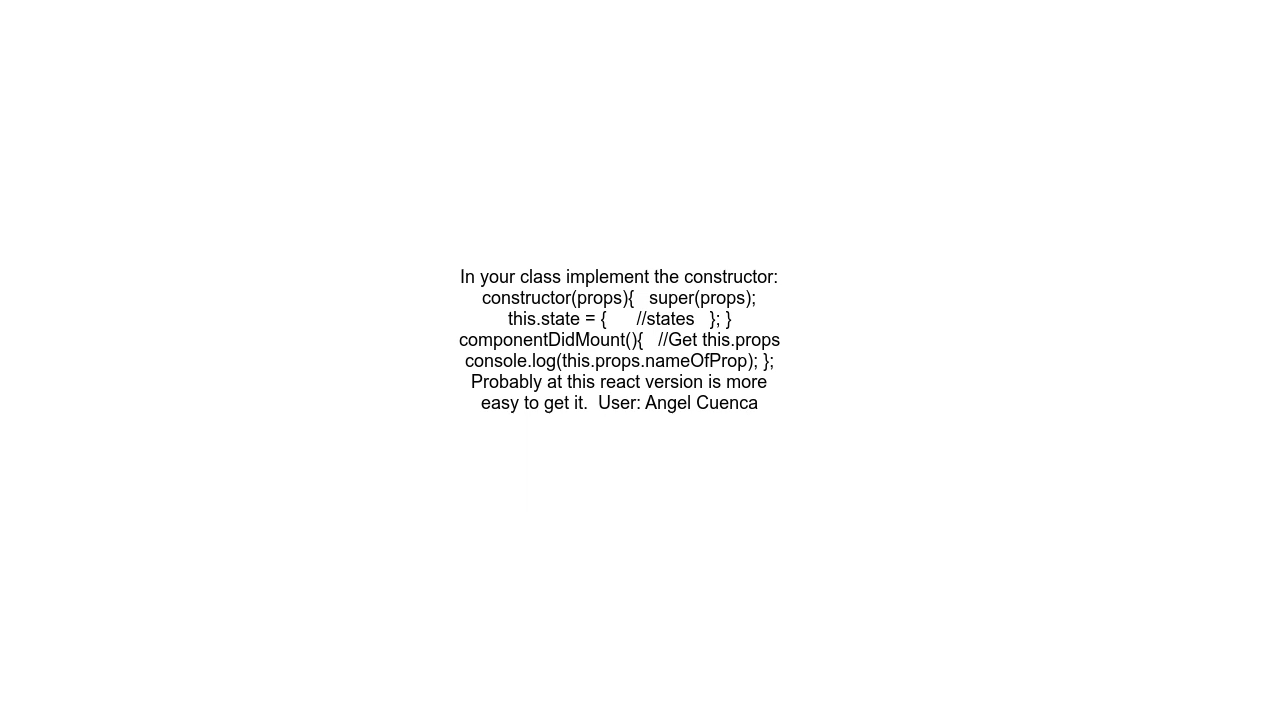 In your class implement the constructor:
constructor(props){   super(props);
this.state = {      //states   }; }
componentDidMount(){   //Get this.props
console.log(this.props.nameOfProp); };
Probably at this react version is more
easy to get it.  User: Angel Cuenca